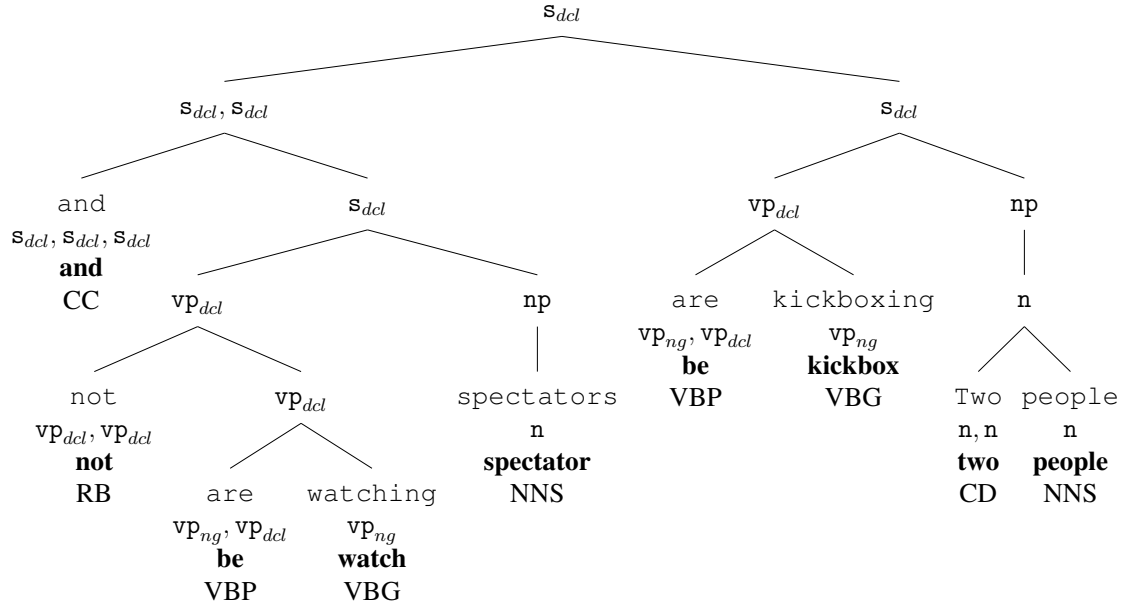 s_dcl
s_dcl, s_dcl s_dcl
and s_dcl vp_dcl np
s_dcl, s_dcl, s_dcl
and
CC
vp_dcl np are kickboxing n
vp_ng, vp_dcl vp_ng
be kickbox
VBP VBG
not vp_dcl spectators Two people
vp_dcl, vp_dcl n n, n n
not spectator two people
RB NNS CD NNS
are watching
vp_ng, vp_dcl vp_ng
be watch
VBP VBG